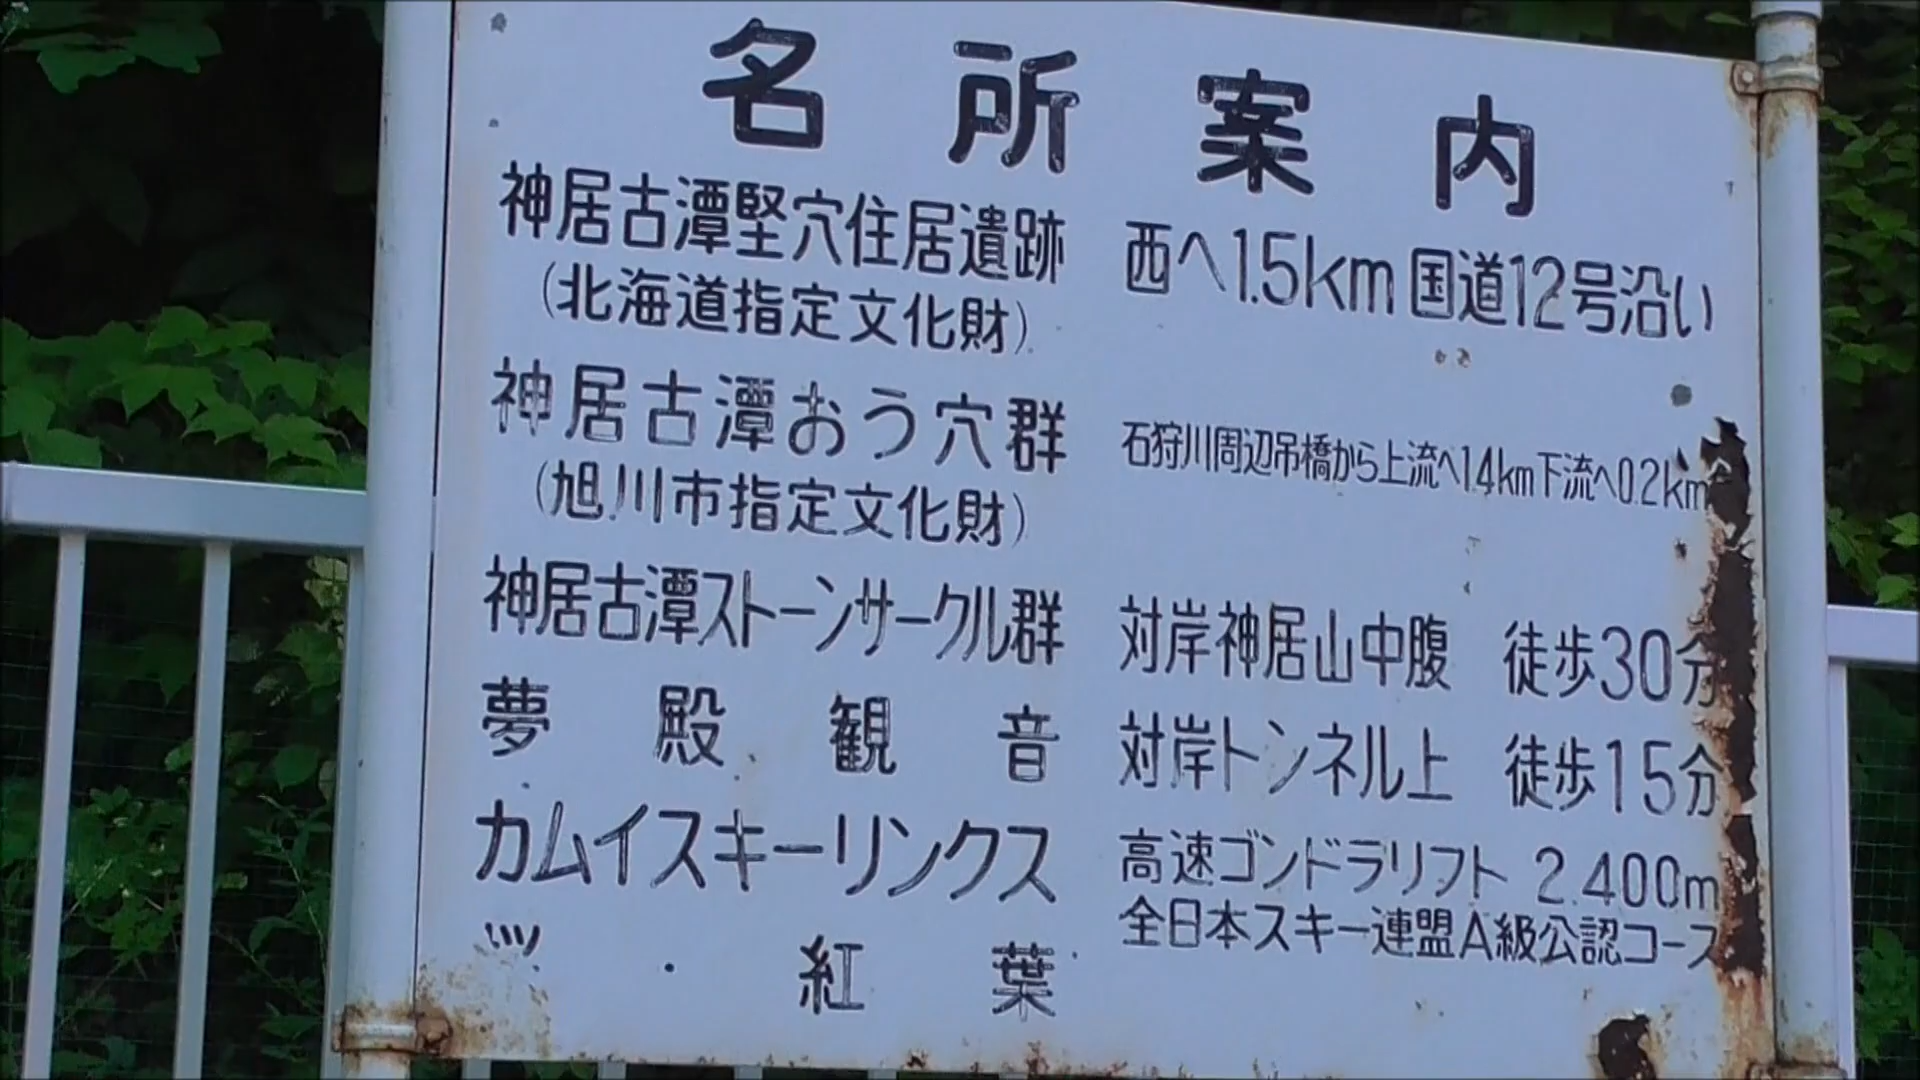 名所案内
神居古潭堅穴住居遺跡 西へ1.5km 国道12号沿い
(北海道指定文化財)
神居古潭おう穴群 石狩川周辺吊橋から上流へ1.4km下流へ0.2km
(旭川市指定文化財)
神居古潭ストーンサークル群 対岸神居山中腹 徒歩30分
夢殿観音 対岸トンネル上 徒歩15分
カムイスキーリンクス 高速ゴンドラリフト 2.400m
全日本スキー連盟A級公認コース
紅葉